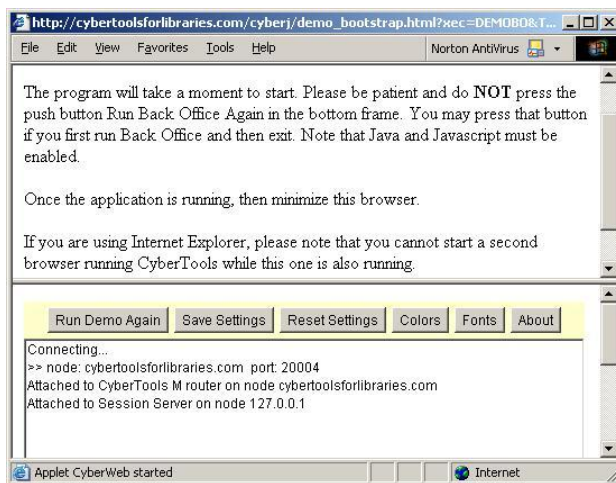 http://cybertoolsforlibraries.com/cyberj/demo_bootstrap.html?xec=DEMOBO&T...
File Edit View Favorites Tools Help Norton AntiVirus
The program will take a moment to start. Please be patient and do NOT press the
push button Run Back Office Again in the bottom frame. You may press that button
if you first run Back Office and then exit. Note that Java and Javascript must be
enabled.
Once the application is running, then minimize this browser.
If you are using Internet Explorer, please note that you cannot start a second
browser running CyberTools while this one is also running.
Run Demo Again Save Settings Reset Settings Colors Fonts About
Connecting...
>> node: cybertoolsforlibraries.com port: 20004
Attached to CyberTools M router on node cybertoolsforlibraries.com
Attached to Session Server on node 127.0.0.1
Applet CyberWeb started Internet